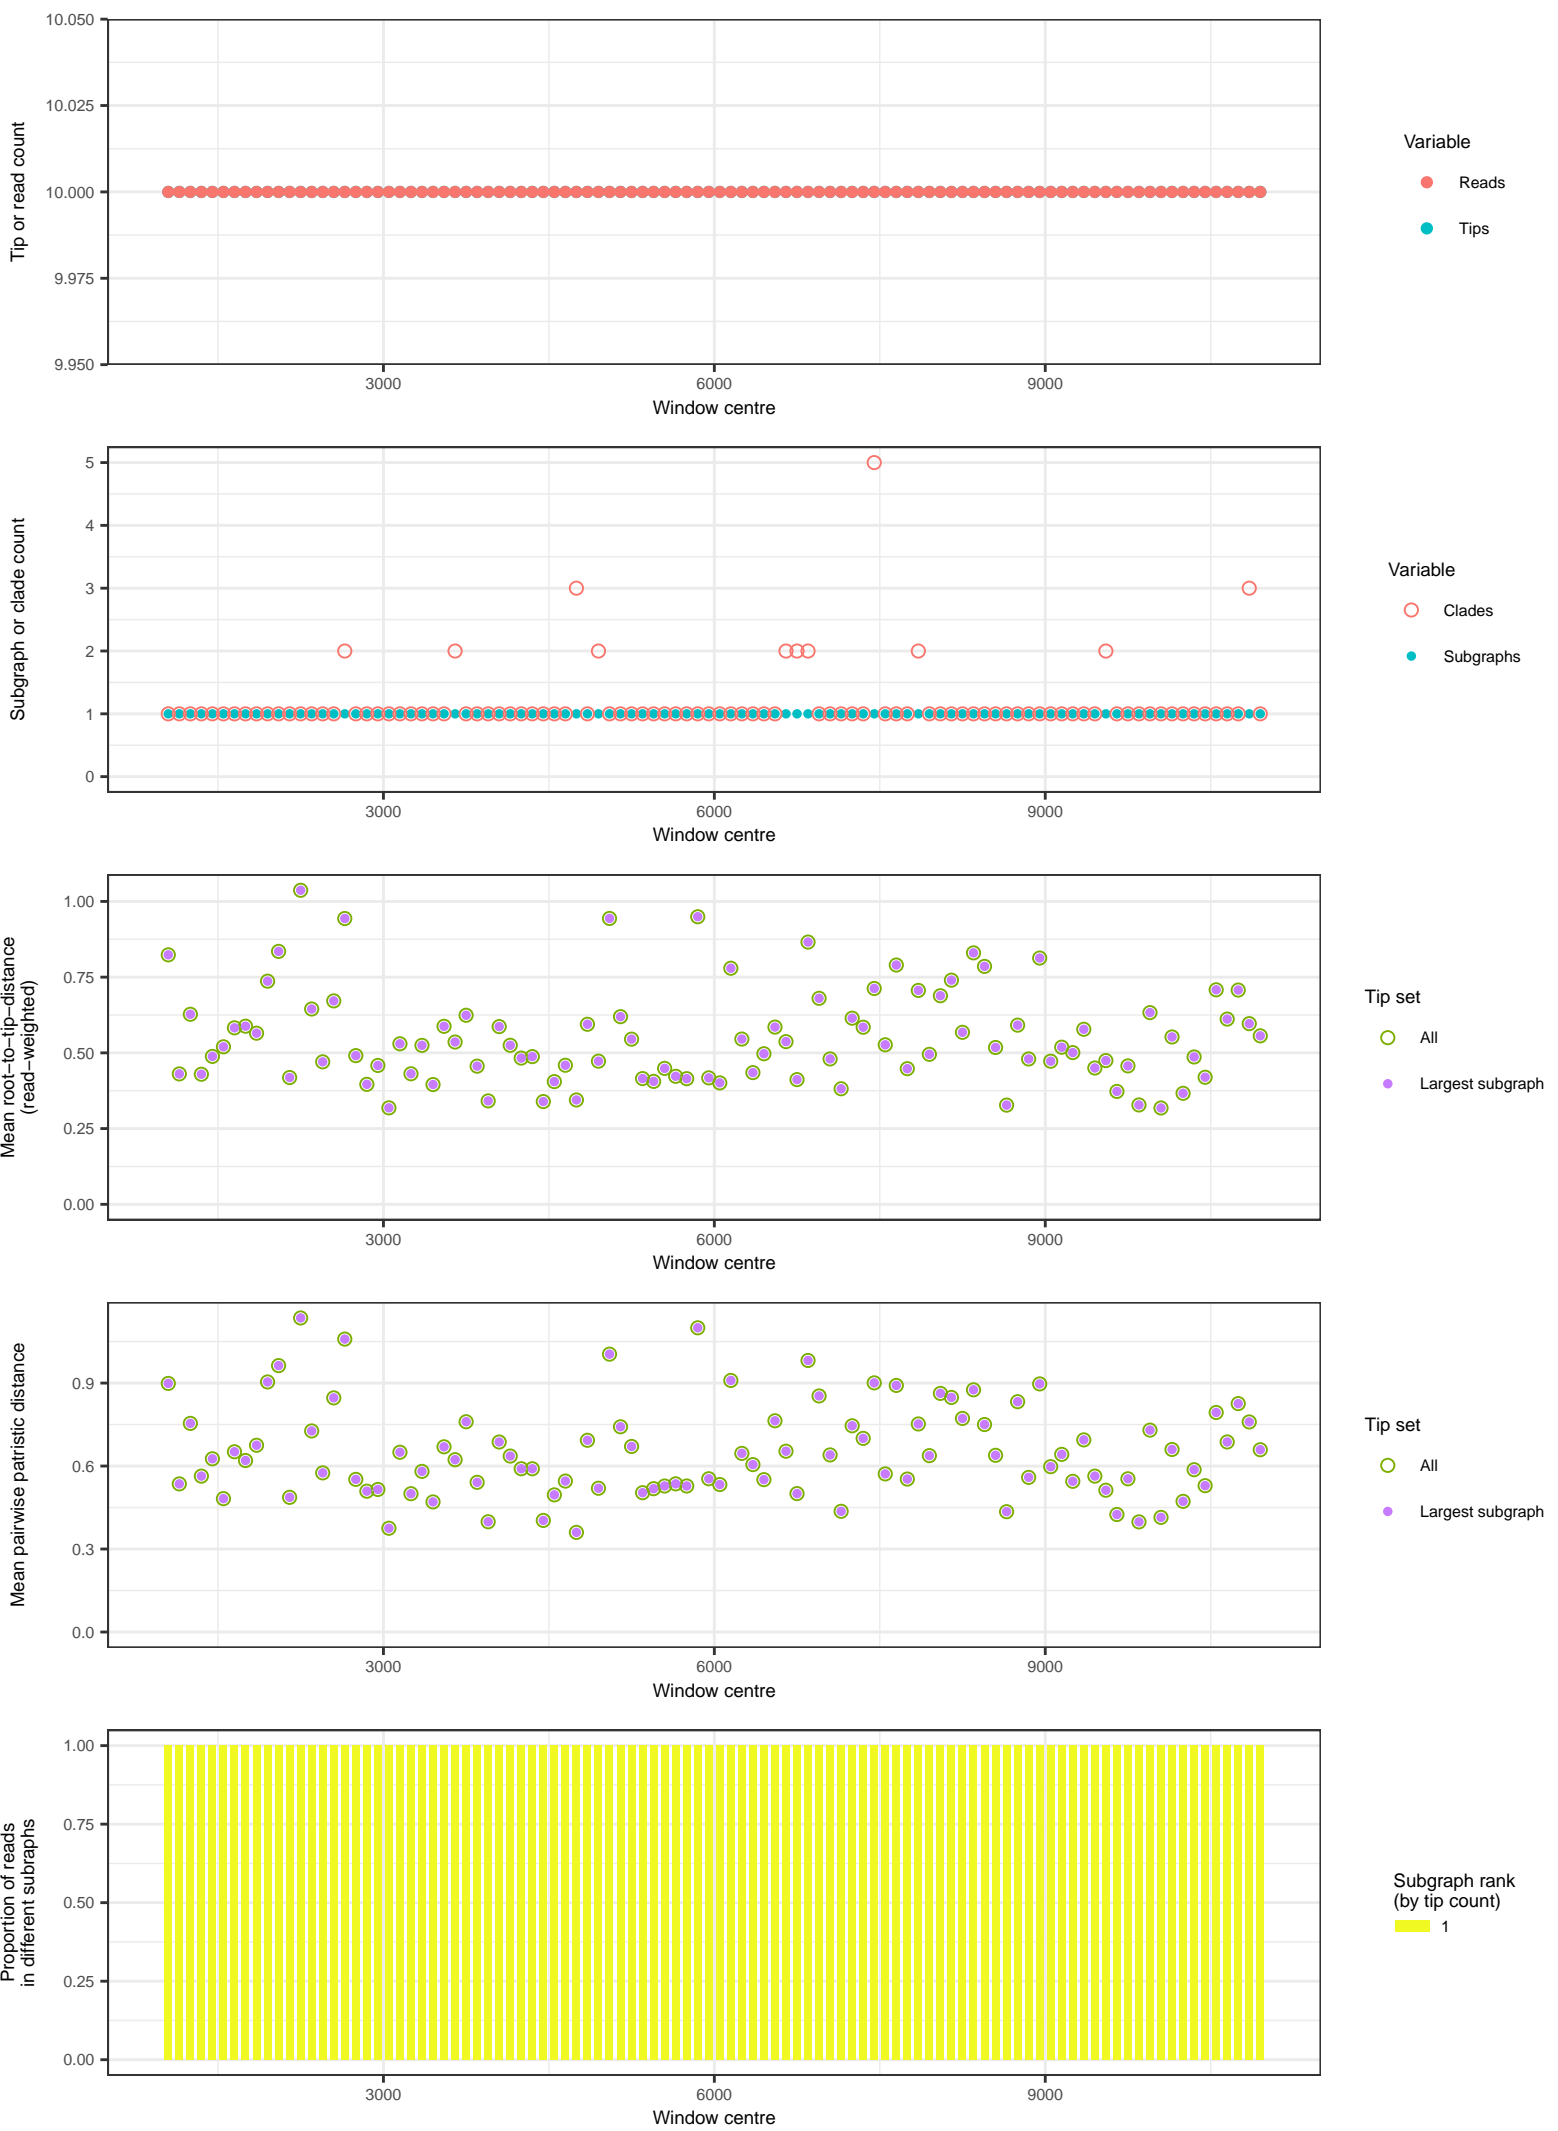 10.050
10.025
10.000
9.975
9.950
Tip or read count
3000 6000 9000
Window centre
Variable
Reads
Tips
5
4
3
2
1
0
Subgraph or clade count
3000 6000 9000
Window centre
Variable
Clades
Subgraphs
1.00
0.75
0.50
0.25
0.00
Mean root−to−tip−distance
(read−weighted)
3000 6000 9000
Window centre
Tip set
All
Largest subgraph
0.9
0.6
0.3
0.0
Mean pairwise patristic distance
3000 6000 9000
Window centre
Tip set
All
Largest subgraph
1.00
0.75
0.50
0.25
0.00
Proportion of reads
in different subraphs
3000 6000 9000
Window centre
Subgraph rank
(by tip count)
1